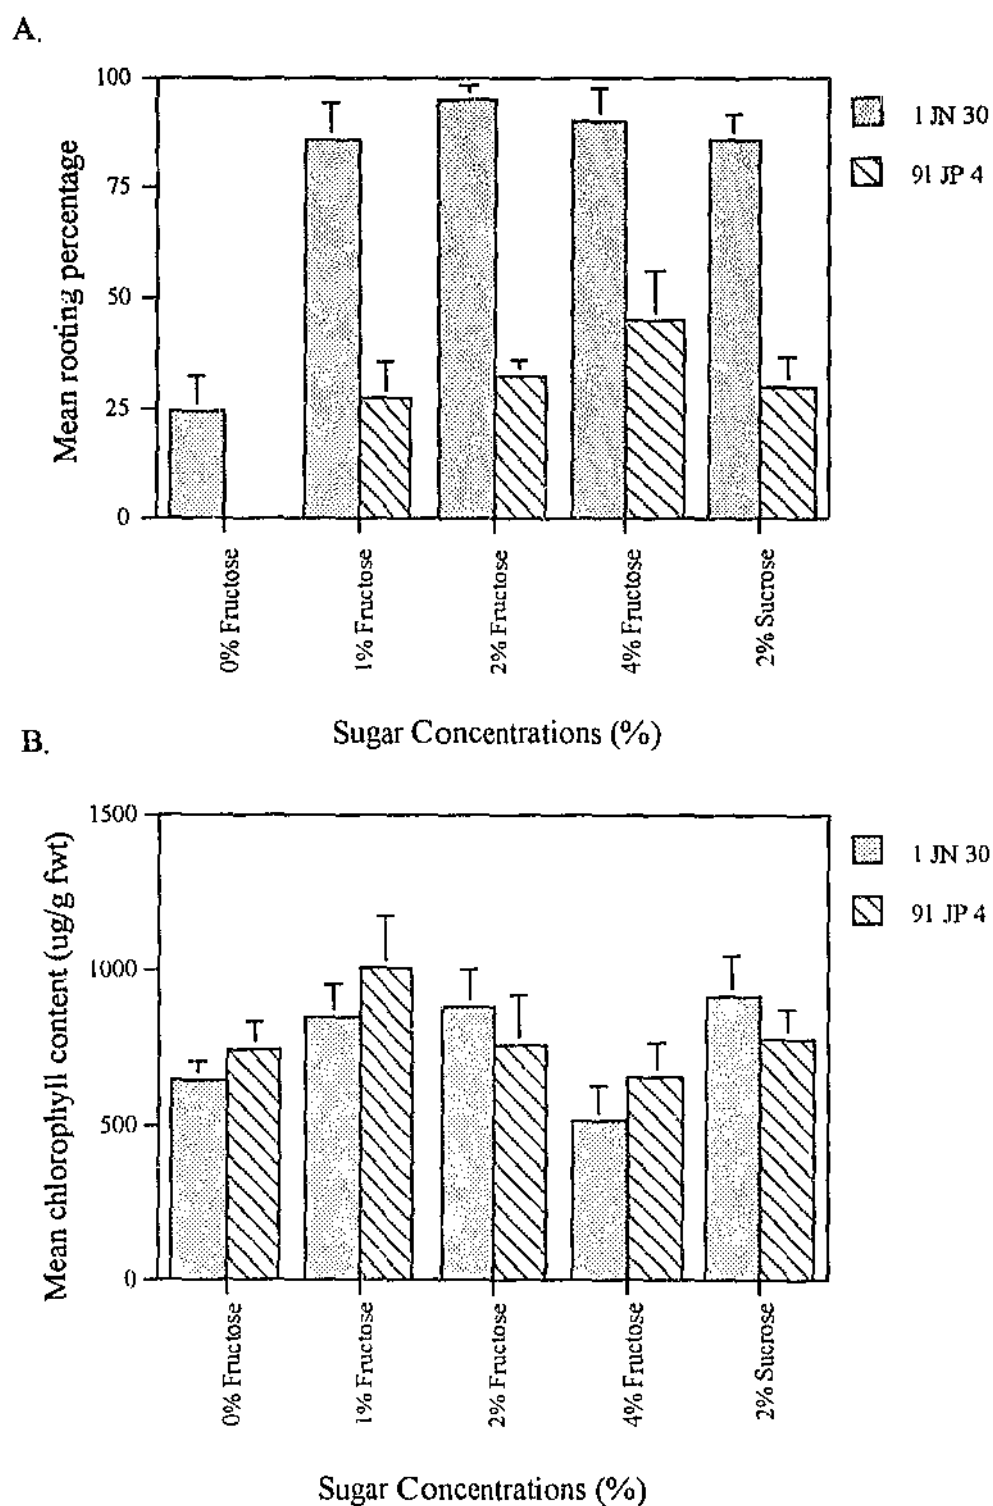 A.
Mean rooting percentage
100
75
50
25
0
1 JN 30
91 JP 4
0% Fructose
1% Fructose
2% Fructose
4% Fructose
2% Sucrose
Sugar Concentrations (%)
B.
Mean chlorophyll content (ug/g fwt)
1500
1000
500
0
1 JN 30
91 JP 4
0% Fructose
1% Fructose
2% Fructose
4% Fructose
2% Sucrose
Sugar Concentrations (%)